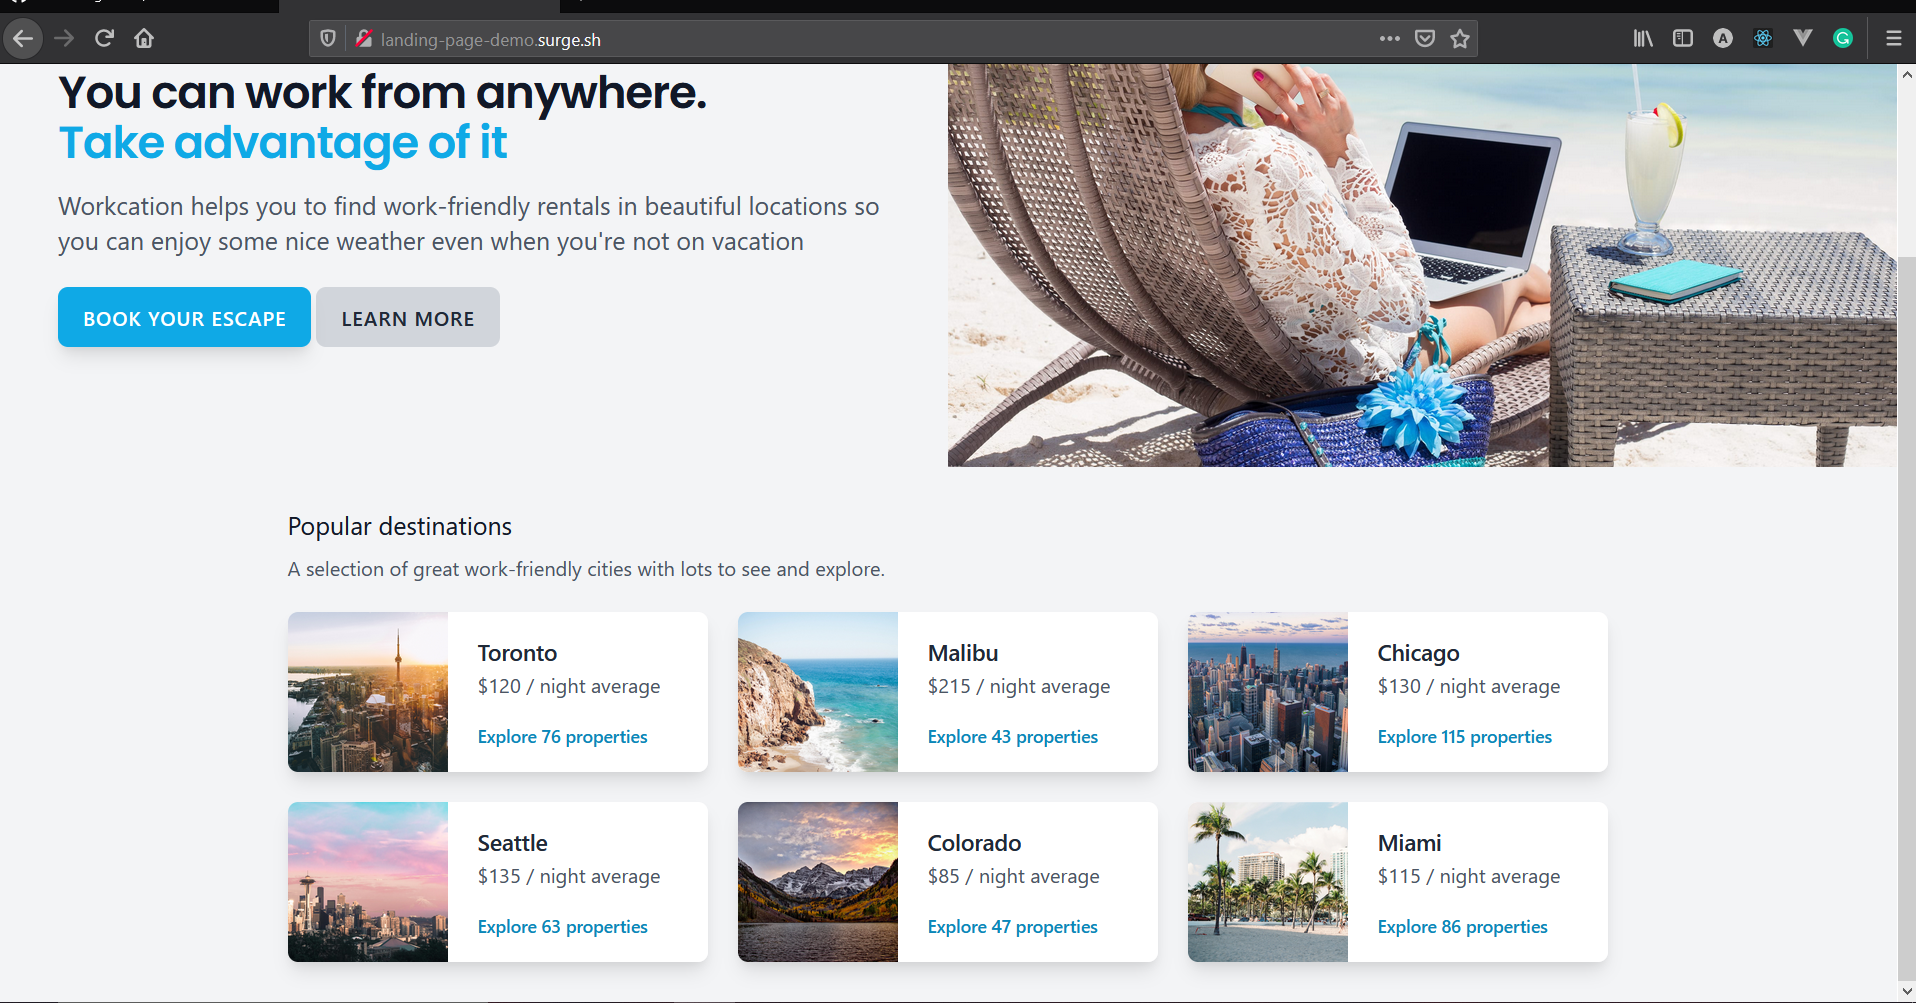 landing-page-demo.surge.sh
You can work from anywhere.
Take advantage of it
Workcation helps you to find work-friendly rentals in beautiful locations so
you can enjoy some nice weather even when you're not on vacation
BOOK YOUR ESCAPE
LEARN MORE
Popular destinations
A selection of great work-friendly cities with lots to see and explore.
Toronto
$120 / night average
Explore 76 properties
Malibu
$215 / night average
Explore 43 properties
Chicago
$130 / night average
Explore 115 properties
Seattle
$135 / night average
Explore 63 properties
Colorado
$85 / night average
Explore 47 properties
Miami
$115 / night average
Explore 86 properties